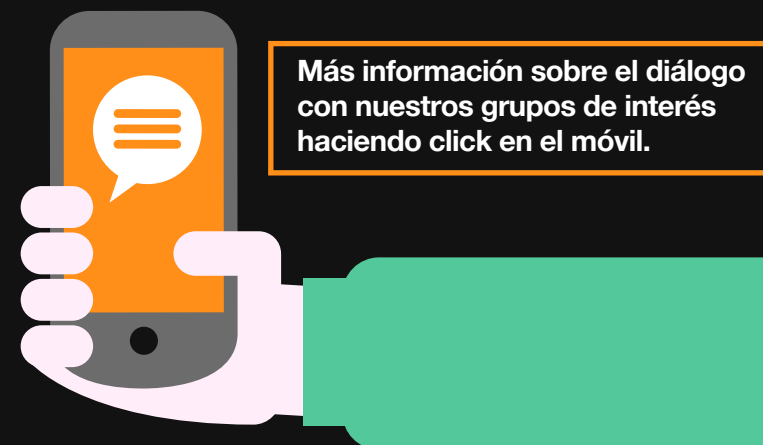 Más información sobre el diálogo
con nuestros grupos de interés
haciendo click en el móvil.